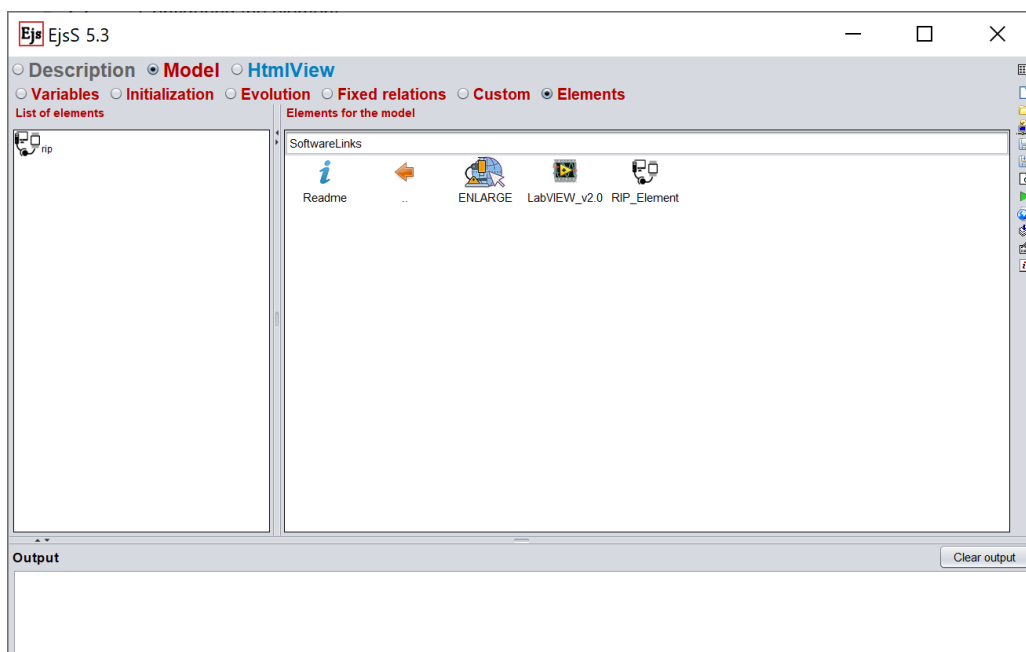 Ejs EjsS 5.3
Description Model HtmlView
Variables Initialization Evolution Fixed relations Custom Elements
List of elements Elements for the model
rip
SoftwareLinks
Readme .. ENLARGE LabVIEW_v2.0 RIP_Element
Output Clear output